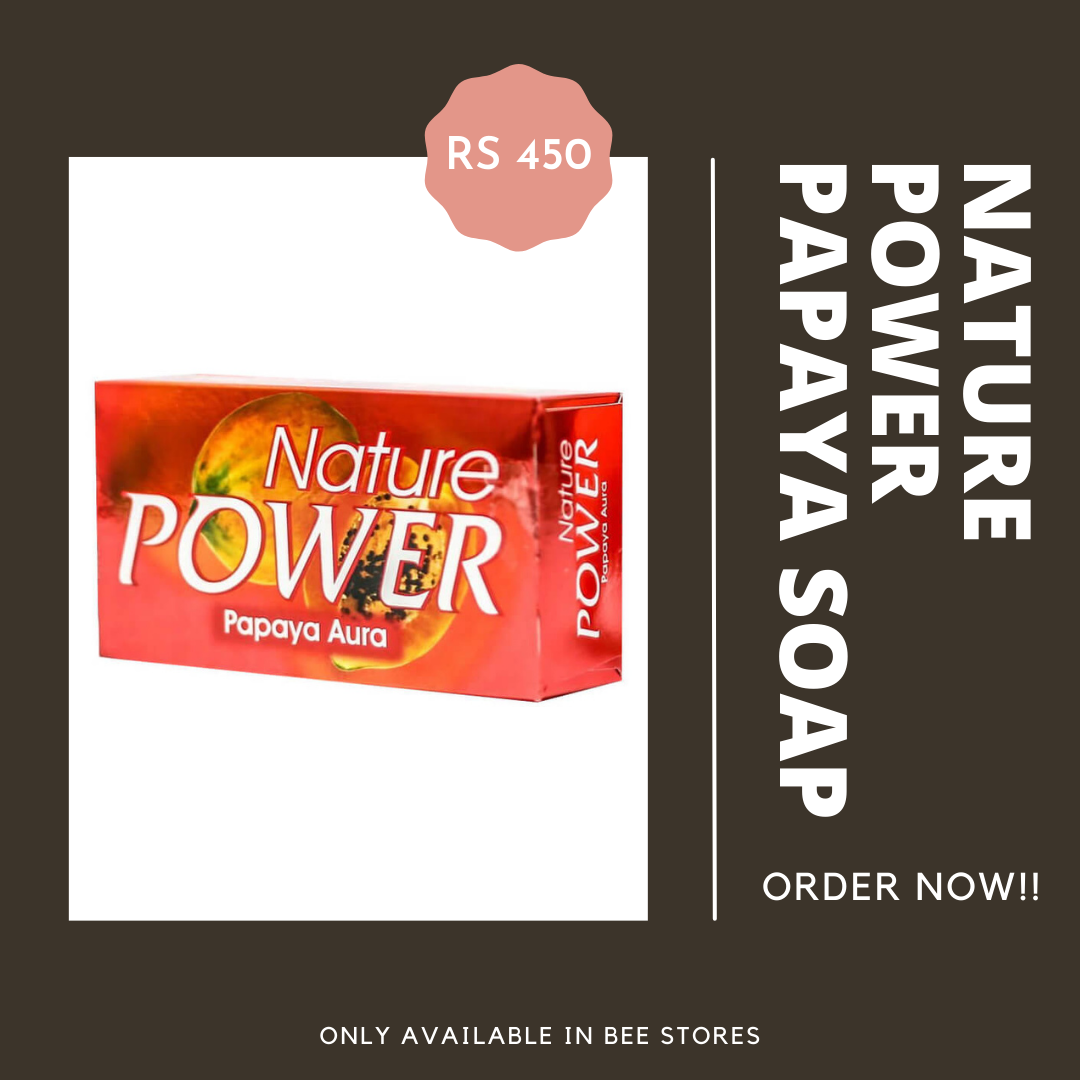 RS 450
Nature
POWER
Papaya Aura
Nature
POWER
Papaya Aura
NATURE
POWER
PAPAYA SOAP
ORDER NOW!!
ONLY AVAILABLE IN BEE STORES